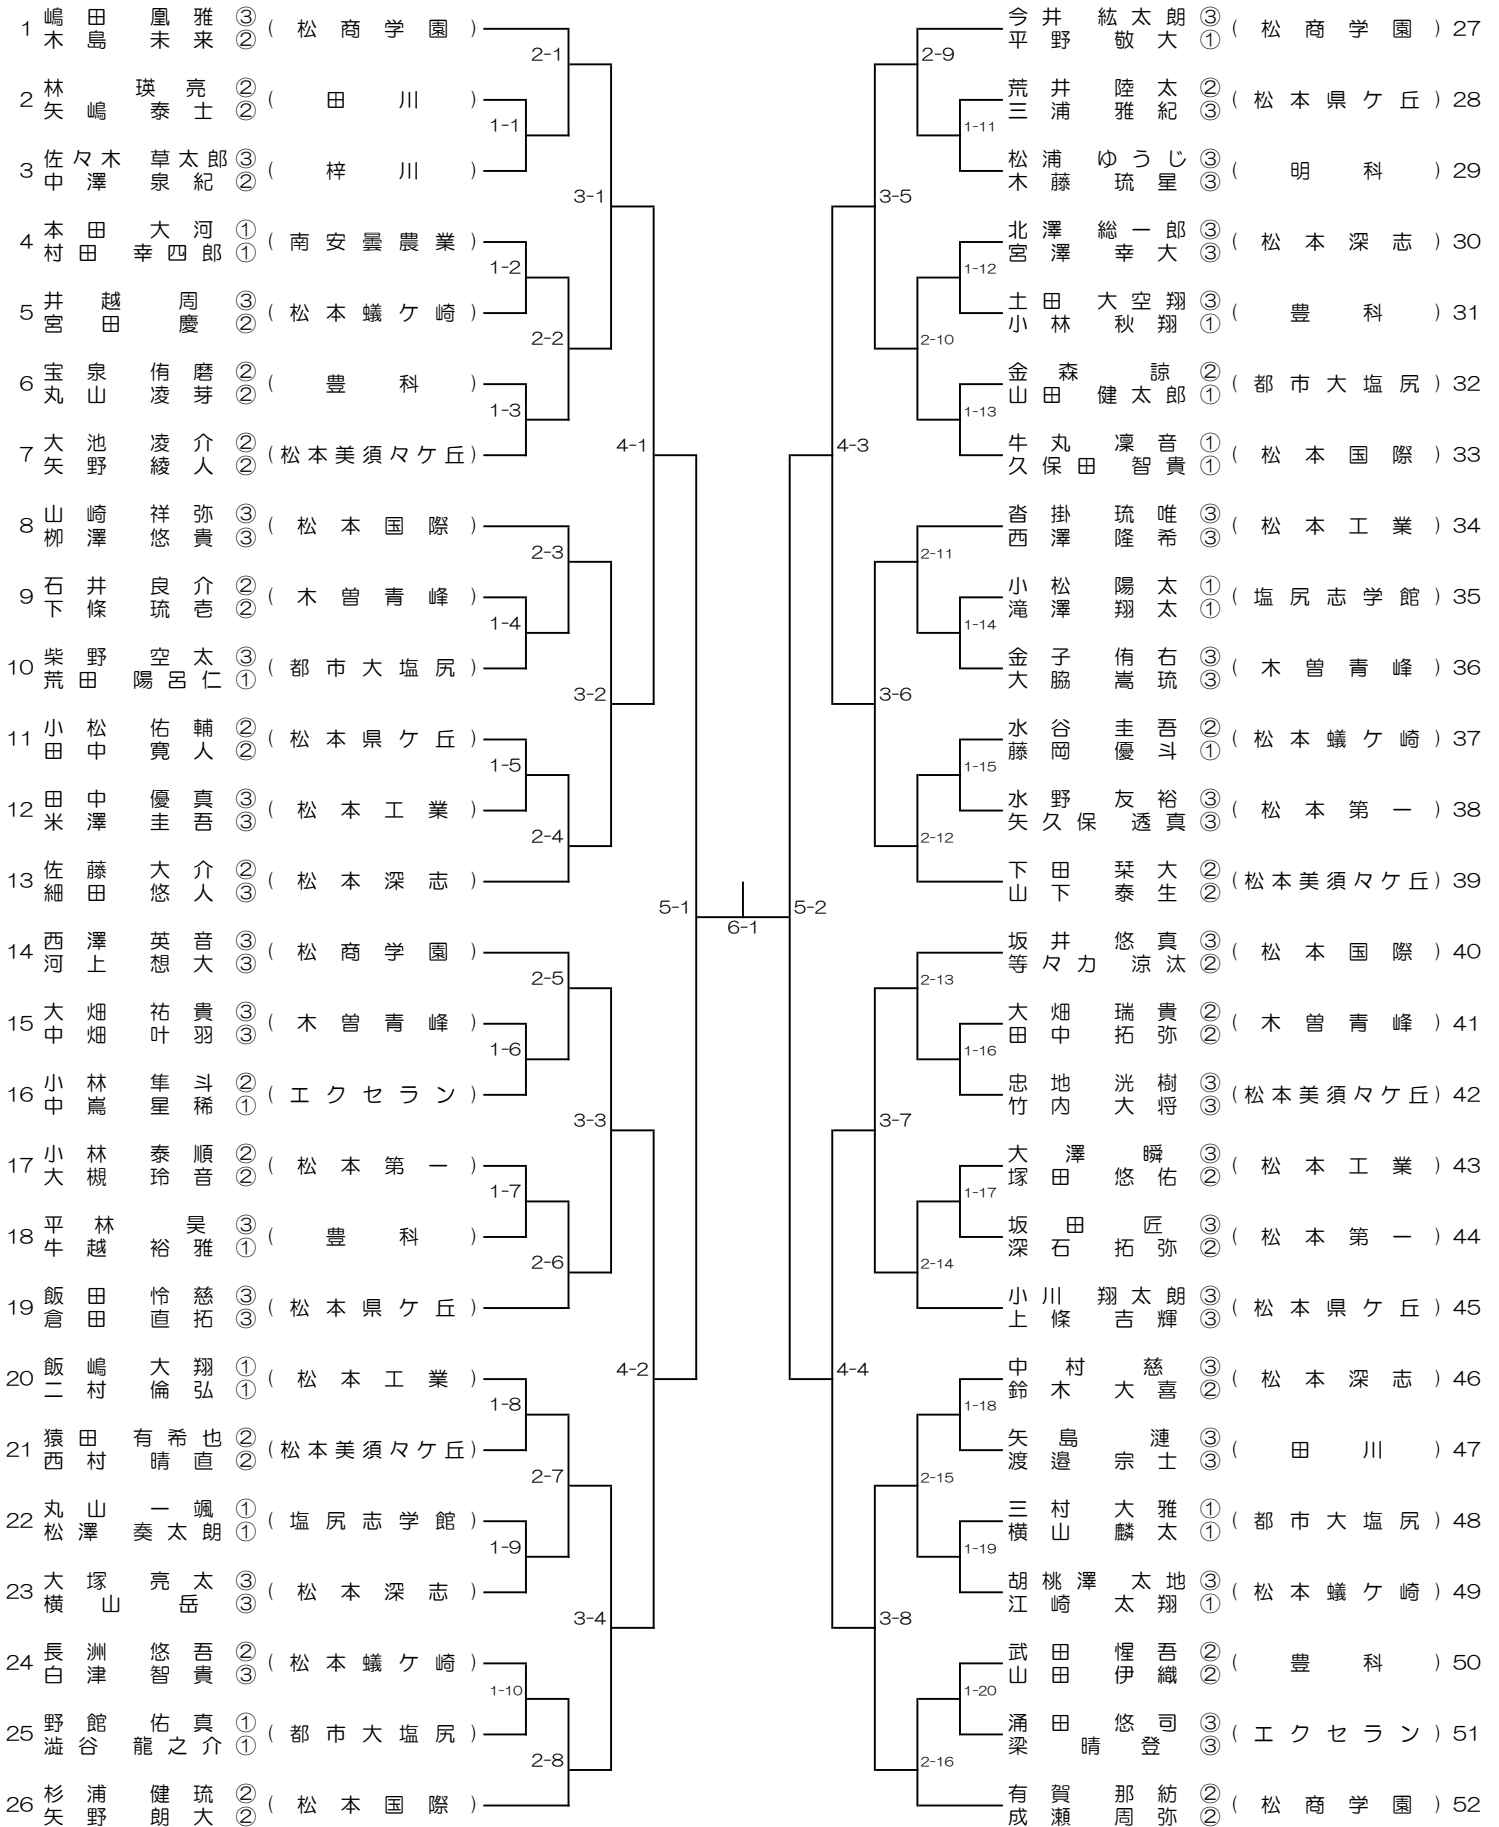 1 嶋田 凰雅 ③ (松商学園)
木島 未来 ②
2-1
2 林 瑛亮 ② (田川)
矢嶋 泰士 ②
1-1
3 佐々木 草太郎 ③ (梓川)
中澤 泉紀 ②
3-1
4 本田 大河 ① (南安曇農業)
村田 幸四郎 ①
1-2
5 井越 周 ③ (松本蟻ケ崎)
宮田 慶 ②
2-2
6 宝泉 侑磨 ② (豊科)
丸山 凌芽 ②
1-3
7 大池 凌介 ② (松本美須々ケ丘)
矢野 綾人 ②
4-1
8 山崎 祥弥 ③ (松本国際)
栁澤 悠貴 ③
2-3
9 石井 良介 ② (木曽青峰)
下條 琉壱 ②
1-4
10 柴野 空太 ③ (都市大塩尻)
荒田 陽呂仁 ①
3-2
11 小松 佑輔 ② (松本県ケ丘)
田中 寛人 ②
1-5
12 田中 優真 ③ (松本工業)
米澤 圭吾 ③
2-4
13 佐藤 大介 ② (松本深志)
細田 悠人 ③
5-1
14 西澤 英音 ③ (松商学園)
河上 想大 ③
2-5
15 大畑 祐貴 ③ (木曽青峰)
中畑 叶羽 ③
1-6
16 小林 隼斗 ② (エクセラン)
中嶌 星稀 ①
3-3
17 小林 泰順 ② (松本第一)
大槻 玲音 ②
1-7
18 平林 昊 ③ (豊科)
牛越 裕雅 ①
2-6
19 飯田 怜慈 ③ (松本県ケ丘)
倉田 直拓 ③
4-2
20 飯嶋 大翔 ① (松本工業)
二村 倫弘 ①
1-8
21 猿田 有希也 ② (松本美須々ケ丘)
西村 晴直 ②
2-7
22 丸山 一颯 ① (塩尻志学館)
松澤 奏太朗 ①
1-9
23 大塚 亮太 ③ (松本深志)
横山 岳 ③
3-4
24 長洲 悠吾 ② (松本蟻ケ崎)
白津 智貴 ③
1-10
25 野館 佑真 ① (都市大塩尻)
澁谷 龍之介 ①
2-8
26 杉浦 健琉 ② (松本国際)
矢野 朗大 ②
6-1
今井 紘太朗 ③ (松商学園) 27
平野 敬大 ①
2-9
荒井 陸太 ② (松本県ケ丘) 28
三浦 雅紀 ③
1-11
松浦 ゆうじ ③ (明科) 29
木藤 琉星 ③
3-5
北澤 総一郎 ③ (松本深志) 30
宮澤 幸大 ③
1-12
土田 大空翔 ③ (豊科) 31
小林 秋翔 ①
2-10
金森 諒 ② (都市大塩尻) 32
山田 健太郎 ①
1-13
牛丸 凜音 ① (松本国際) 33
久保田 智貴 ①
4-3
沓掛 琉唯 ③ (松本工業) 34
西澤 隆希 ③
2-11
小松 陽太 ① (塩尻志学館) 35
滝澤 翔太 ①
1-14
金子 侑右 ③ (木曽青峰) 36
大脇 嵩琉 ③
3-6
水谷 圭吾 ② (松本蟻ケ崎) 37
藤岡 優斗 ①
1-15
水野 友裕 ③ (松本第一) 38
矢久保 透真 ③
2-12
下田 栞大 ② (松本美須々ケ丘) 39
山下 泰生 ②
5-2
坂井 悠真 ③ (松本国際) 40
等々力 涼汰 ②
2-13
大畑 瑞貴 ② (木曽青峰) 41
田中 拓弥 ②
1-16
忠地 洸樹 ③ (松本美須々ケ丘) 42
竹内 大将 ③
3-7
大澤 瞬 ③ (松本工業) 43
塚田 悠佑 ②
1-17
坂田 匠 ③ (松本第一) 44
深石 拓弥 ②
2-14
小川 翔太朗 ③ (松本県ケ丘) 45
上條 吉輝 ③
4-4
中村 慈 ③ (松本深志) 46
鈴木 大喜 ②
1-18
矢島 漣 ③ (田川) 47
渡邉 宗士 ③
2-15
三村 大雅 ① (都市大塩尻) 48
横山 麟太 ①
1-19
胡桃澤 太地 ③ (松本蟻ケ崎) 49
江崎 太翔 ①
3-8
武田 惺吾 ② (豊科) 50
山田 伊織 ②
1-20
涌田 悠司 ③ (エクセラン) 51
梁 晴登 ③
2-16
有賀 那紡 ② (松商学園) 52
成瀬 周弥 ②